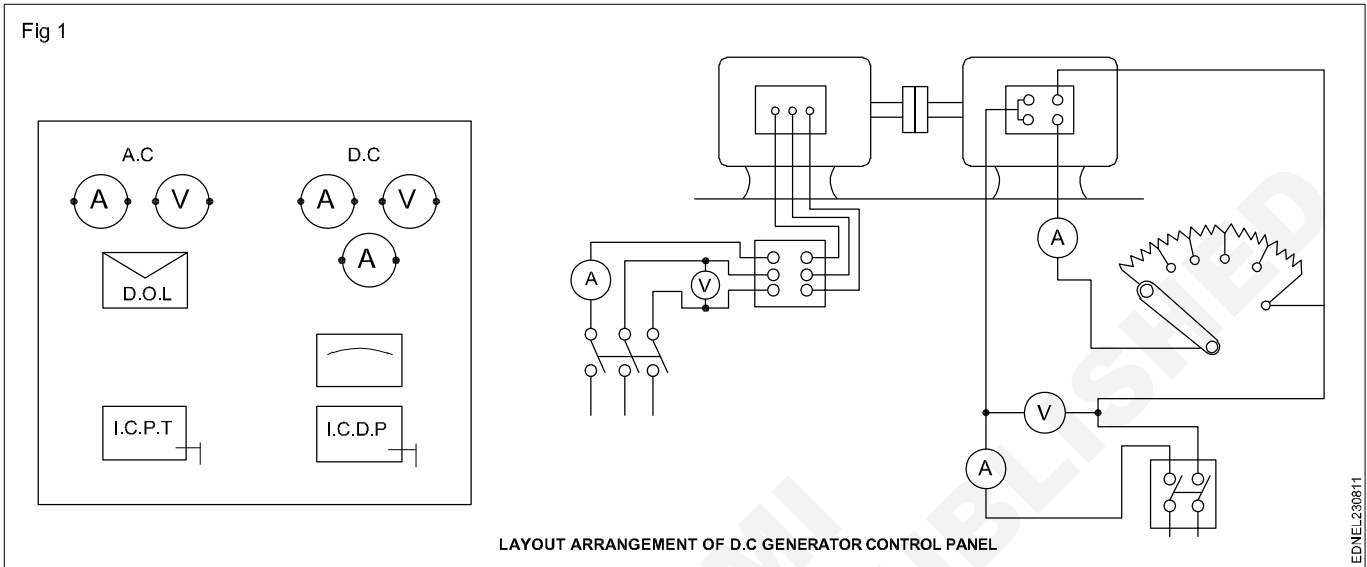 Fig 1
A.C
D.C
A
V
A
V
A
D.O.L
I.C.P.T
I.C.D.P
A
V
A
V
A
LAYOUT ARRANGEMENT OF D.C GENERATOR CONTROL PANEL
EDNEL230811